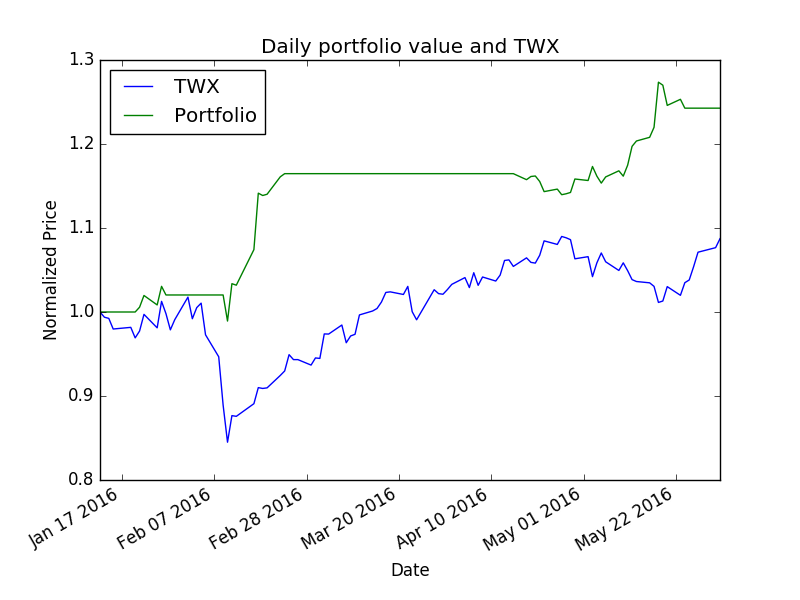 Daily portfolio value and TWX
TWX
Portfolio
1.3
1.2
1.1
1.0
0.9
0.8
Normalized Price
Jan 17 2016
Feb 07 2016
Feb 28 2016
Mar 20 2016
Apr 10 2016
May 01 2016
May 22 2016
Date